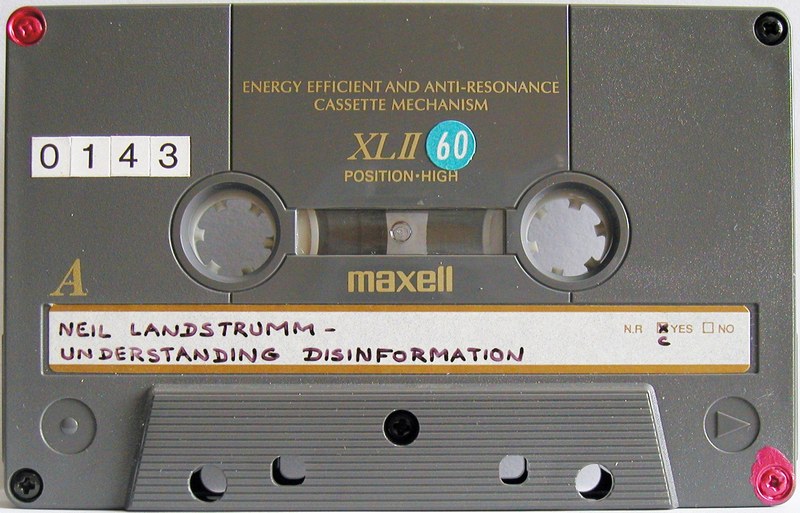 ENERGY EFFICIENT AND ANTI-RESONANCE
CASSETTE MECHANISM
XLII 60
POSITION·HIGH
0143
A
maxell
NEIL LANDSTRUMM -
UNDERSTANDING DISINFORMATION
N.R ☒ YES ☐ NO
C